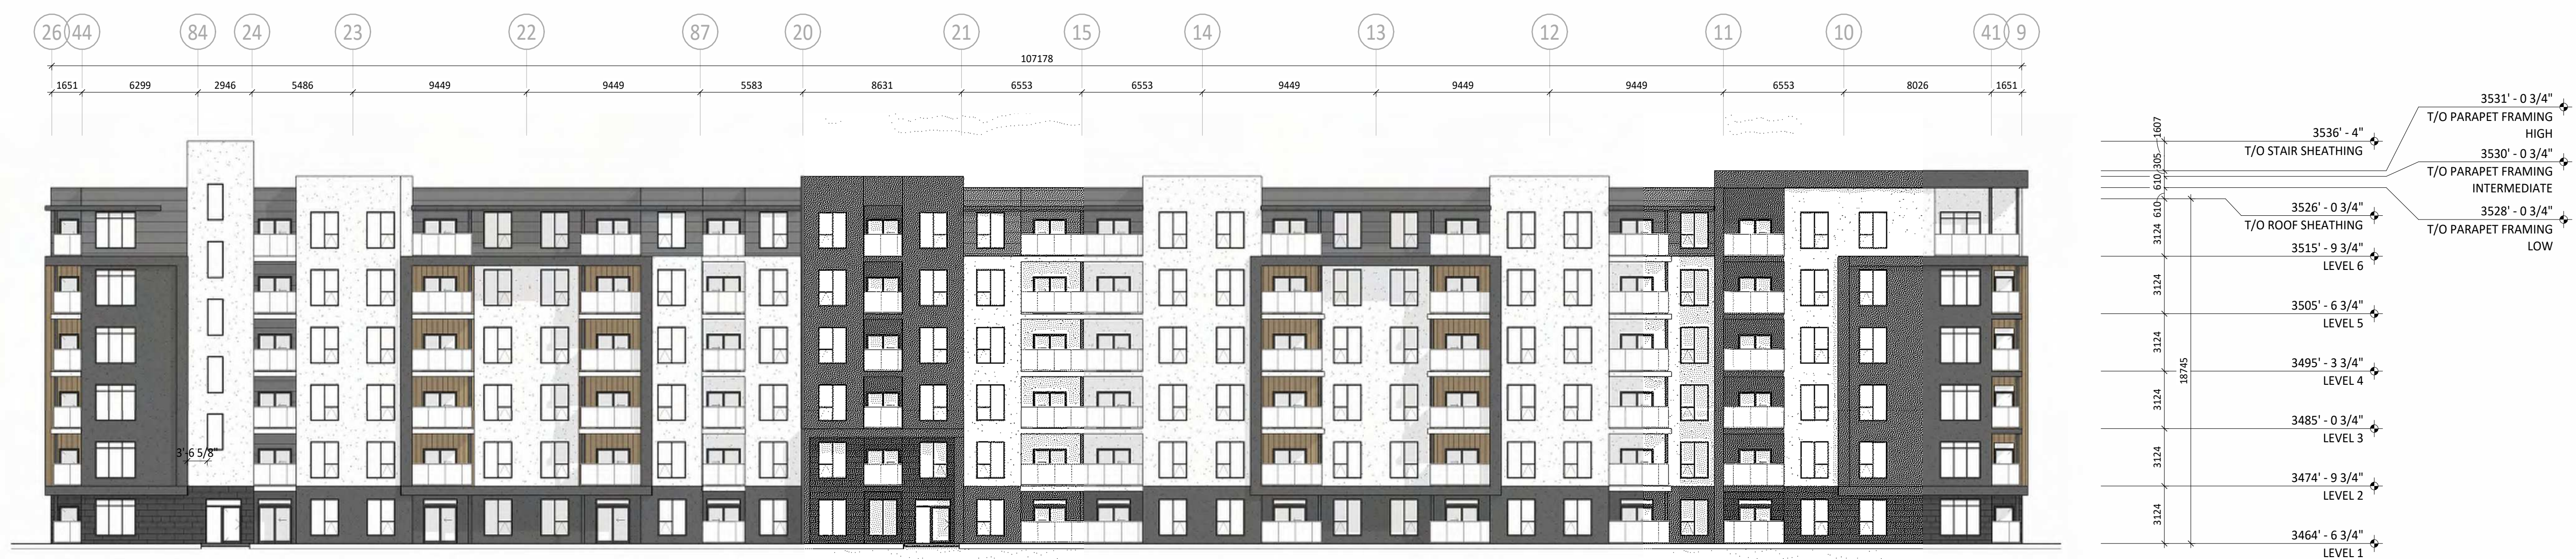 26 44 84 24 23 22 87 20 21 15 14 13 12 11 10 41 9
107178
1651 6299 2946 5486 9449 9449 5583 8631 6553 6553 9449 9449 9449 6553 8026 1651
3531' - 0 3/4"
T/O PARAPET FRAMING
HIGH
3536' - 4"
T/O STAIR SHEATHING
3530' - 0 3/4"
T/O PARAPET FRAMING
INTERMEDIATE
3526' - 0 3/4"
T/O ROOF SHEATHING
3528' - 0 3/4"
T/O PARAPET FRAMING
LOW
3515' - 9 3/4"
LEVEL 6
3505' - 6 3/4"
LEVEL 5
3495' - 3 3/4"
LEVEL 4
3485' - 0 3/4"
LEVEL 3
3474' - 9 3/4"
LEVEL 2
3464' - 6 3/4"
LEVEL 1
1607
305
610
610
3124
3124
3124
3124
3124
3124
18745
3'-6 5/8"